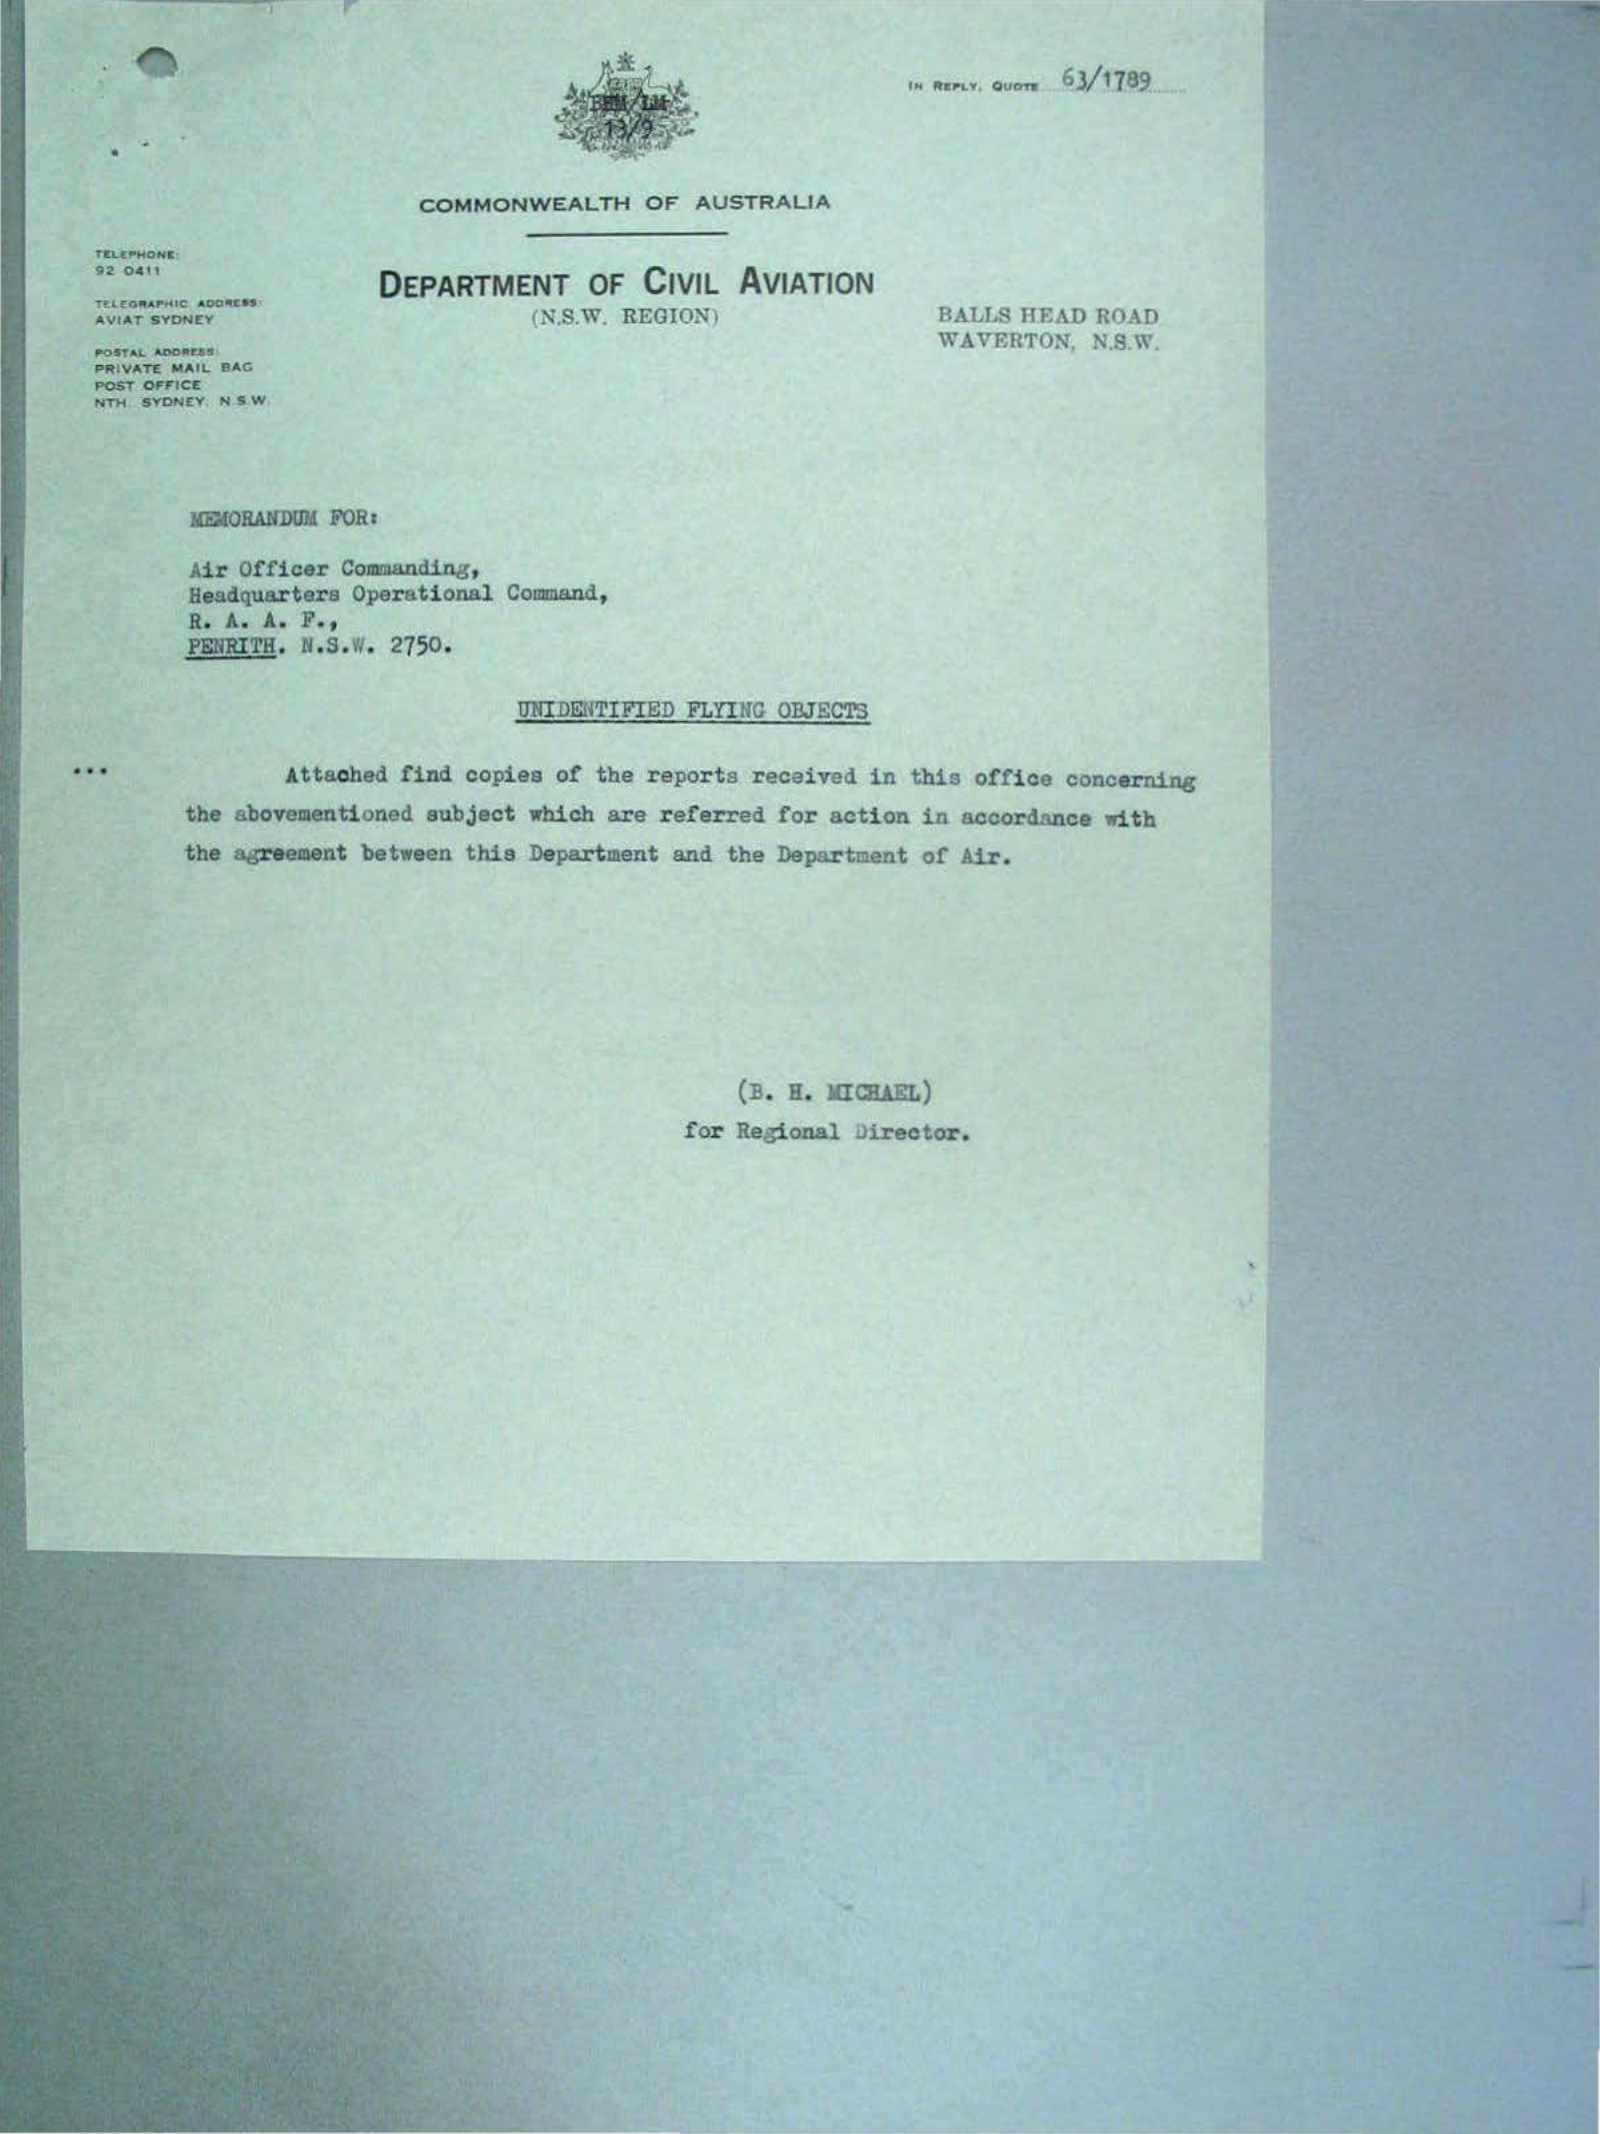 IN REPLY, QUOTE 63/1789
BHM/LM
13/9
COMMONWEALTH OF AUSTRALIA
TELEPHONE:
92 0411
DEPARTMENT OF CIVIL AVIATION
(N.S.W. REGION)
TELEGRAPHIC ADDRESS:
AVIAT SYDNEY
BALLS HEAD ROAD
WAVERTON, N.S.W.
POSTAL ADDRESS:
PRIVATE MAIL BAG
POST OFFICE
NTH. SYDNEY. N.S.W.
MEMORANDUM FOR:
Air Officer Commanding,
Headquarters Operational Command,
R. A. A. F.,
PENRITH. N.S.W. 2750.
UNIDENTIFIED FLYING OBJECTS
... Attached find copies of the reports received in this office concerning
the abovementioned subject which are referred for action in accordance with
the agreement between this Department and the Department of Air.
(B. H. MICHAEL)
for Regional Director.